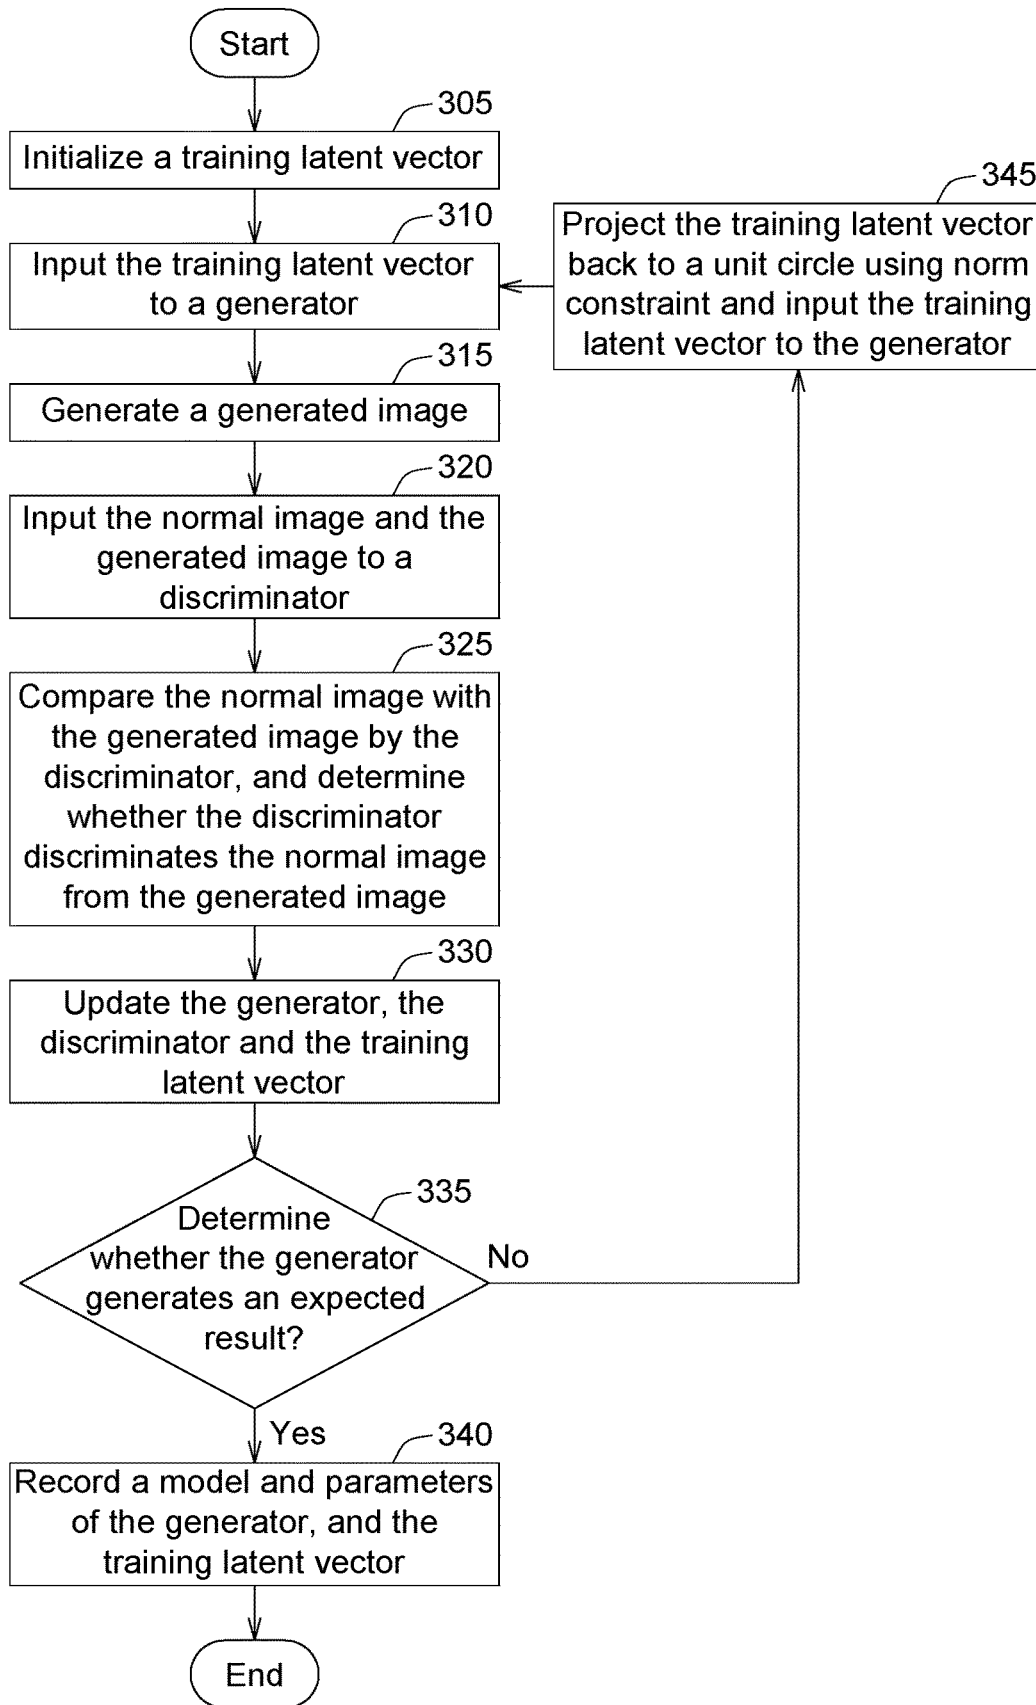 Start
305
Initialize a training latent vector
310
Input the training latent vector
to a generator
345
Project the training latent vector
back to a unit circle using norm
constraint and input the training
latent vector to the generator
315
Generate a generated image
320
Input the normal image and the
generated image to a
discriminator
325
Compare the normal image with
the generated image by the
discriminator, and determine
whether the discriminator
discriminates the normal image
from the generated image
330
Update the generator, the
discriminator and the training
latent vector
335
Determine
whether the generator
generates an expected
result?
No
Yes
340
Record a model and parameters
of the generator, and the
training latent vector
End